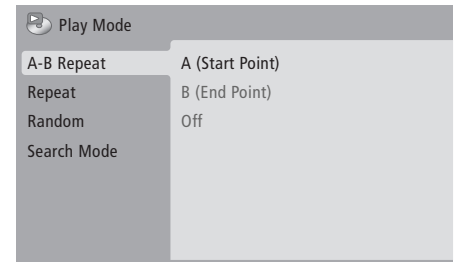 Play Mode
A-B Repeat
Repeat
Random
Search Mode
A (Start Point)
B (End Point)
Off